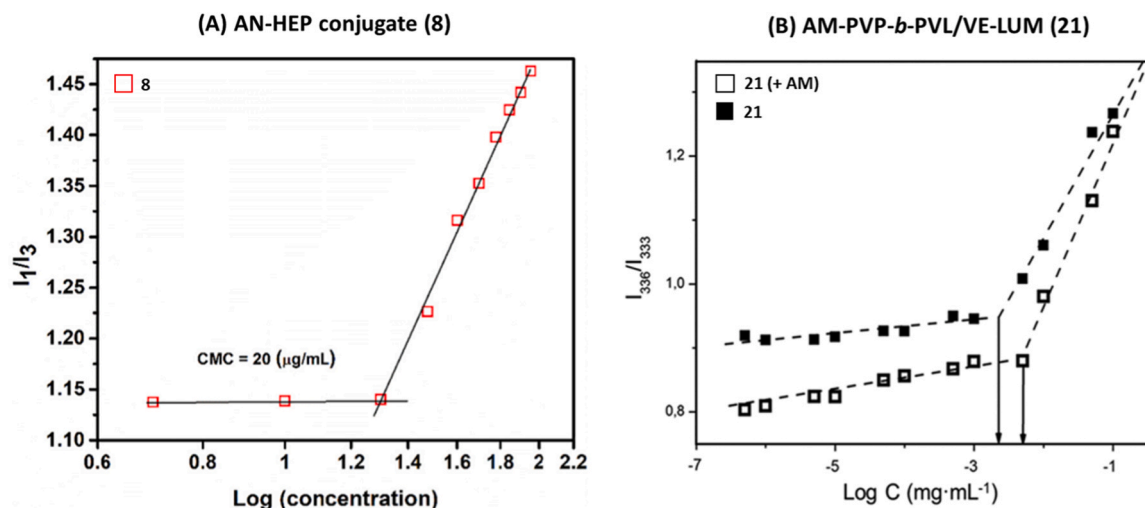 (A) AN-HEP conjugate (8)
1.45
1.40
1.35
1.30
1.25
1.20
1.15
1.10
I1/I3
8
CMC = 20 (μg/mL)
0.6 0.8 1 1.2 1.4 1.6 1.8 2 2.2
Log (concentration)
(B) AM-PVP-b-PVL/VE-LUM (21)
21 (+ AM)
21
1,2
1,0
0,8
I336/I333
-7 -5 -3 -1
Log C (mg·mL-1)